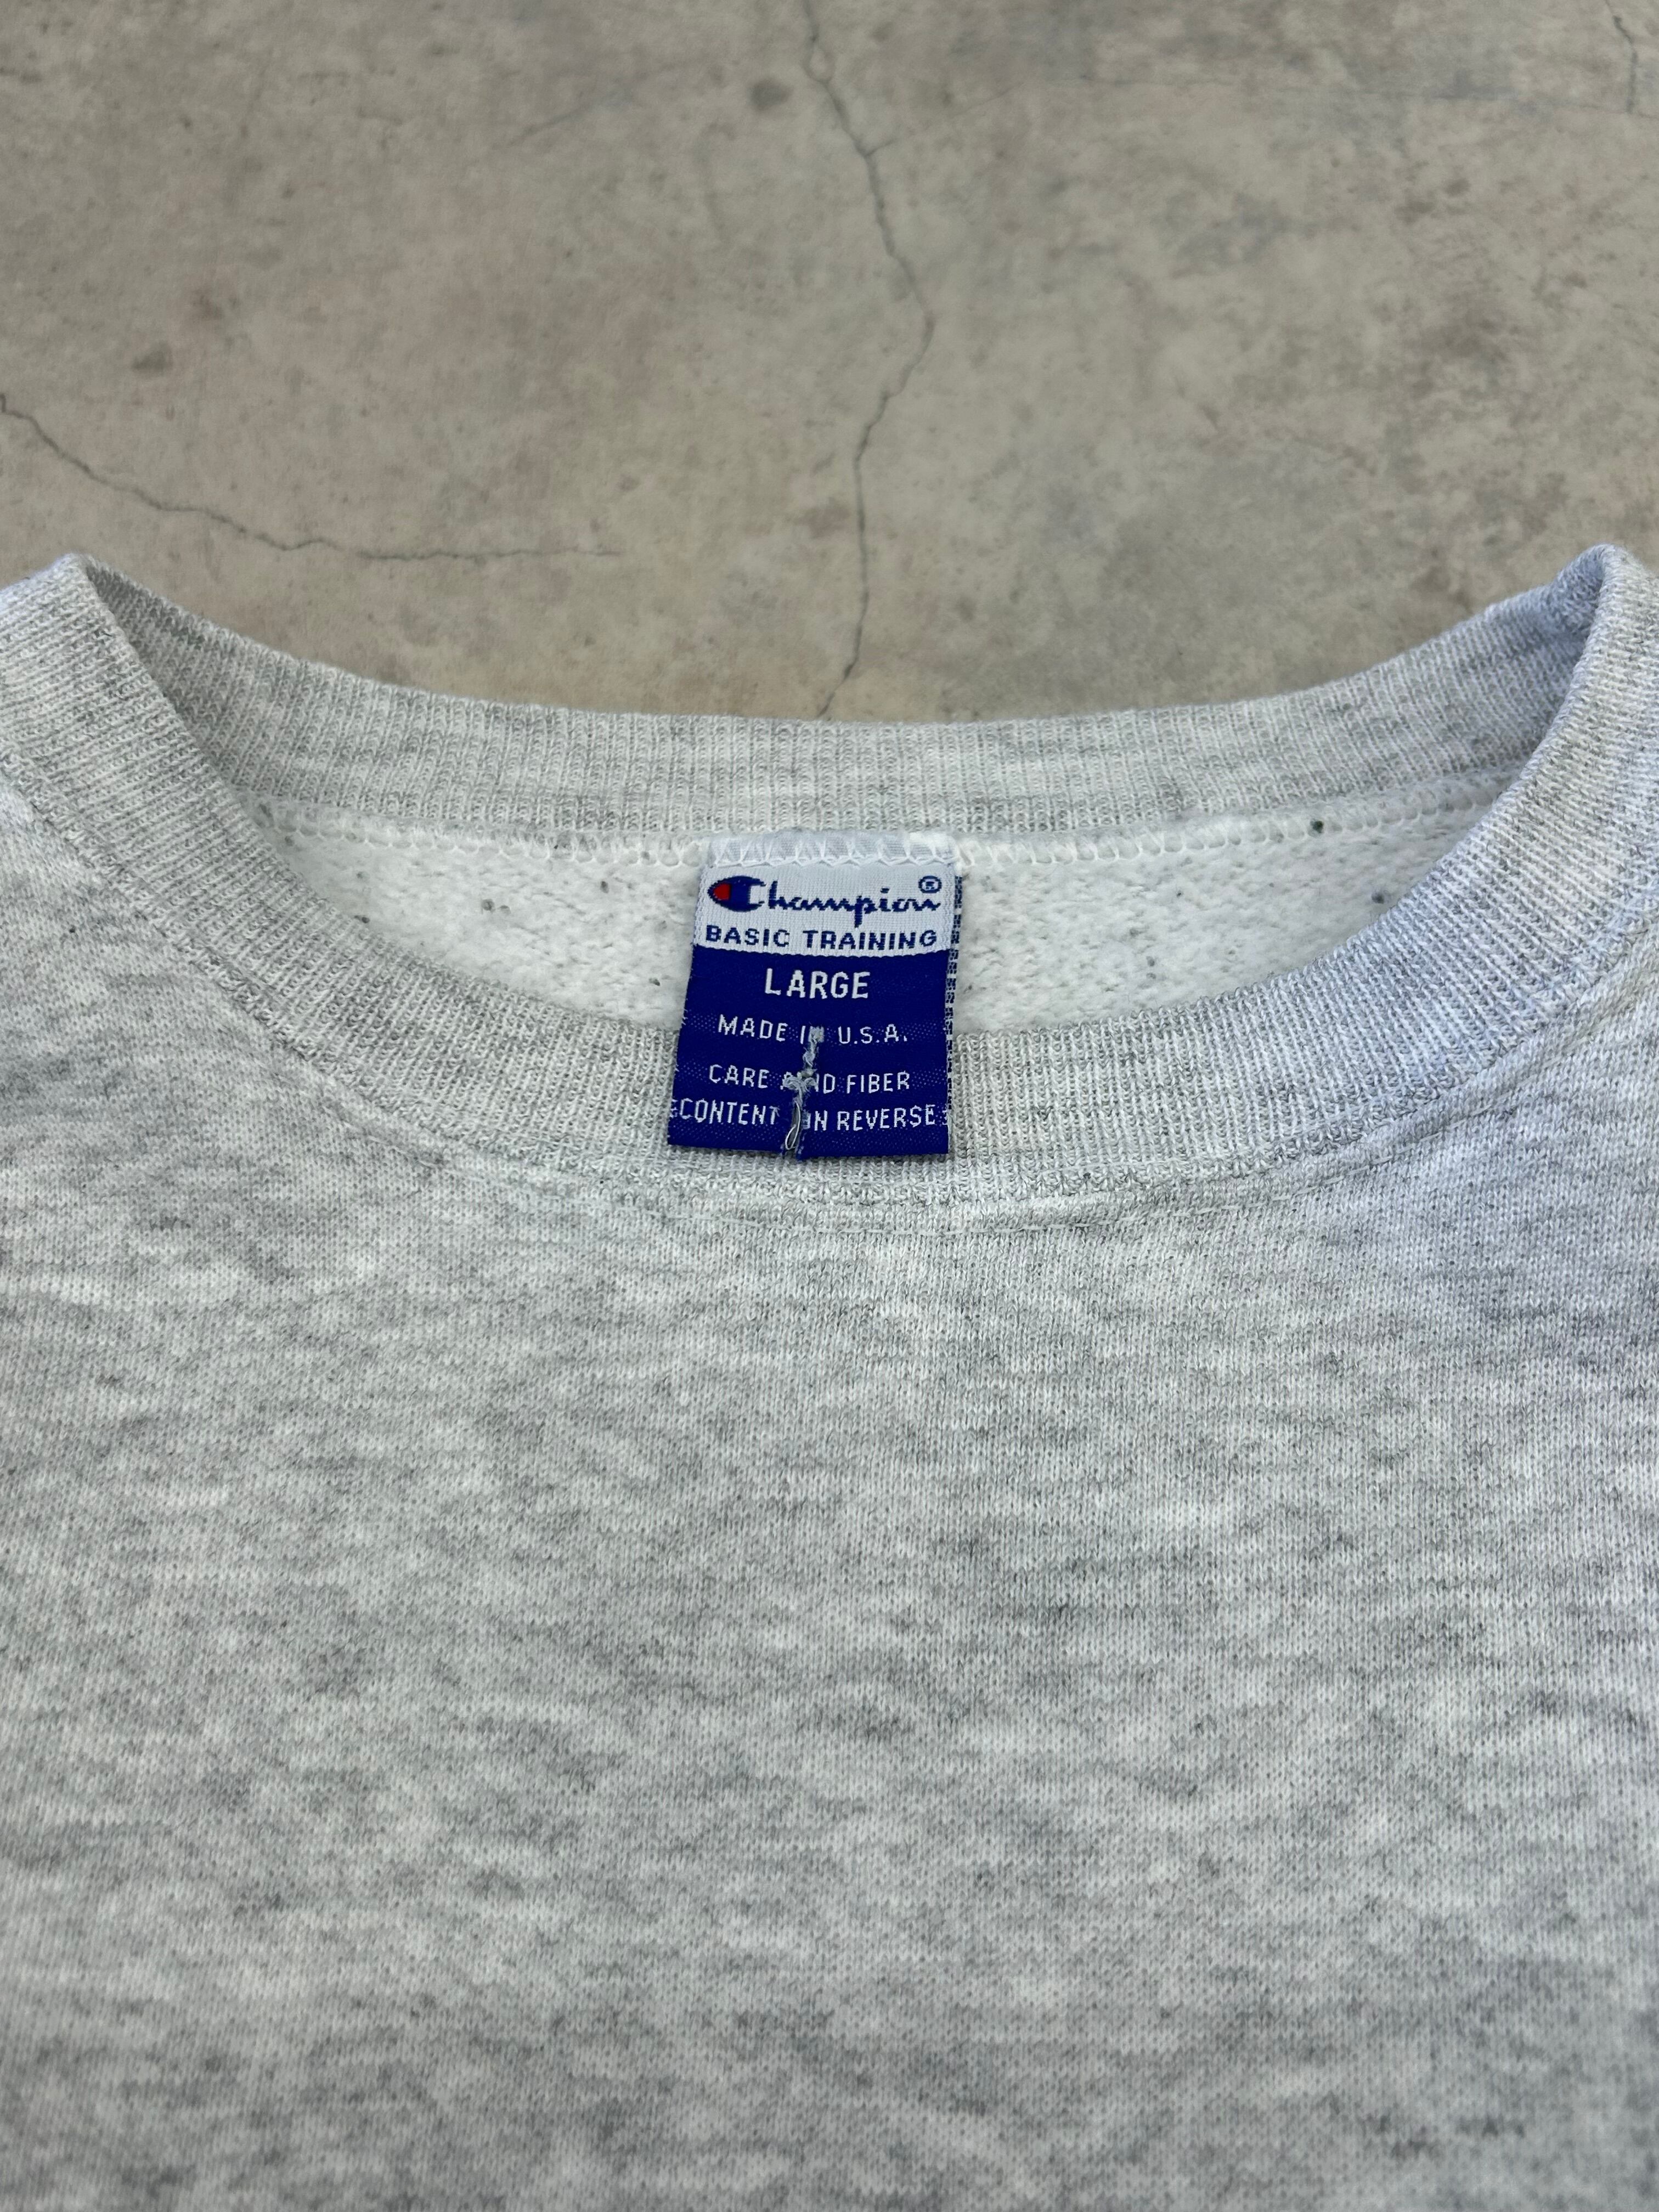 Champion®
BASIC TRAINING
LARGE
MADE IN U.S.A.
CARE AND FIBER
CONTENT ON REVERSE